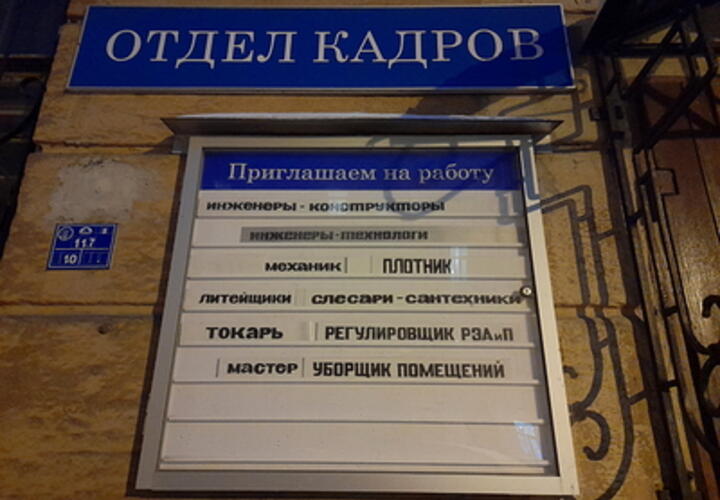 ОТДЕЛ КАДРОВ
Приглашаем на работу
ИНЖЕНЕРЫ-КОНСТРУКТОРЫ
ИНЖЕНЕРЫ-ТЕХНОЛОГИ
МЕХАНИК ПЛОТНИК
ЛИТЕЙЩИКИ СЛЕСАРИ-САНТЕХНИКИ
ТОКАРЬ РЕГУЛИРОВЩИК РЗАиП
МАСТЕР УБОРЩИК ПОМЕЩЕНИЙ
117
10